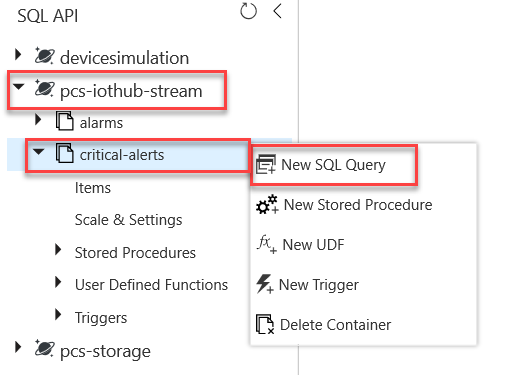 SQL API
devicesimulation
pcs-iothub-stream
alarms
critical-alerts
Items
Scale & Settings
Stored Procedures
User Defined Functions
Triggers
pcs-storage
New SQL Query
New Stored Procedure
fx New UDF
New Trigger
Delete Container